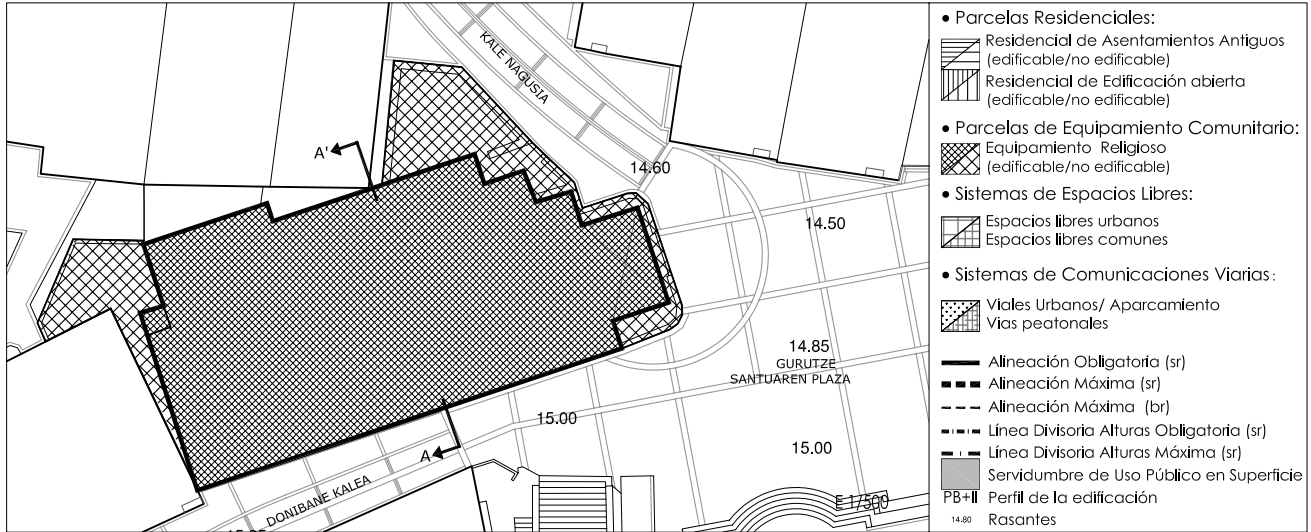 KALE NAGUSIA
A'
14.60
14.50
14.85
GURUTZE
SANTUAREN PLAZA
15.00
15.00
A
DONIBANE KALEA
E 1/500
• Parcelas Residenciales:
Residencial de Asentamientos Antiguos
(edificable/no edificable)
Residencial de Edificación abierta
(edificable/no edificable)
• Parcelas de Equipamiento Comunitario:
Equipamiento Religioso
(edificable/no edificable)
• Sistemas de Espacios Libres:
Espacios libres urbanos
Espacios libres comunes
• Sistemas de Comunicaciones Viarias:
Viales Urbanos/ Aparcamiento
Vias peatonales
Alineación Obligatoria (sr)
Alineación Máxima (sr)
Alineación Máxima (br)
Línea Divisoria Alturas Obligatoria (sr)
Línea Divisoria Alturas Máxima (sr)
Servidumbre de Uso Público en Superficie
PB+II Perfil de la edificación
14.80 Rasantes